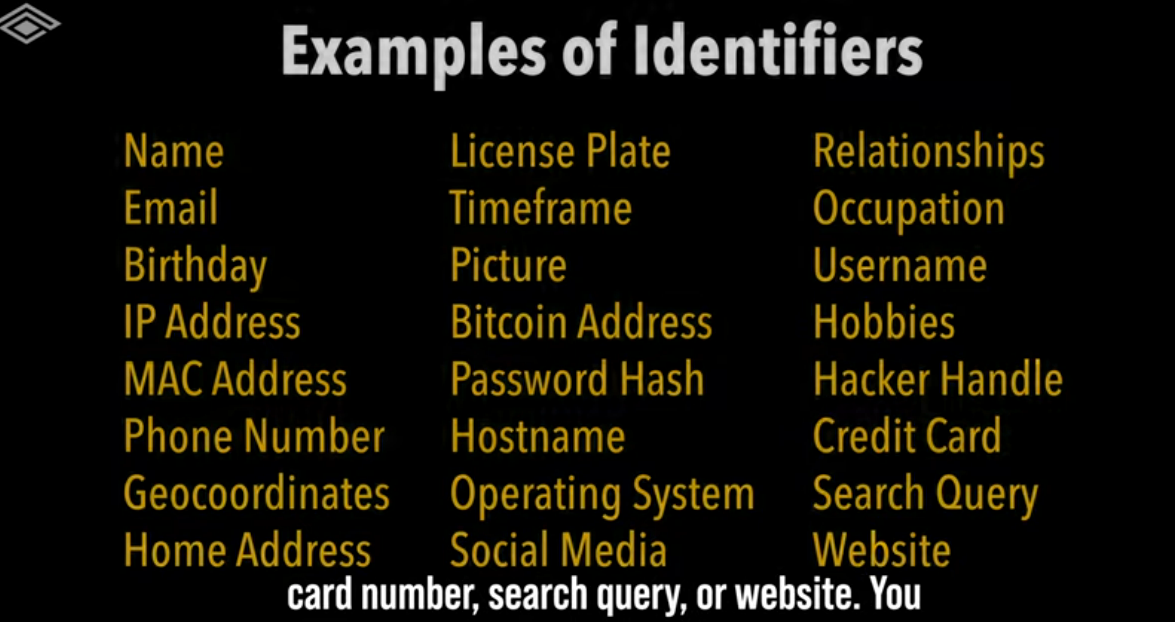 Examples of Identifiers
Name
Email
Birthday
IP Address
MAC Address
Phone Number
Geocoordinates
Home Address
License Plate
Timeframe
Picture
Bitcoin Address
Password Hash
Hostname
Operating System
Social Media
Relationships
Occupation
Username
Hobbies
Hacker Handle
Credit Card
Search Query
Website
card number, search query, or website. You